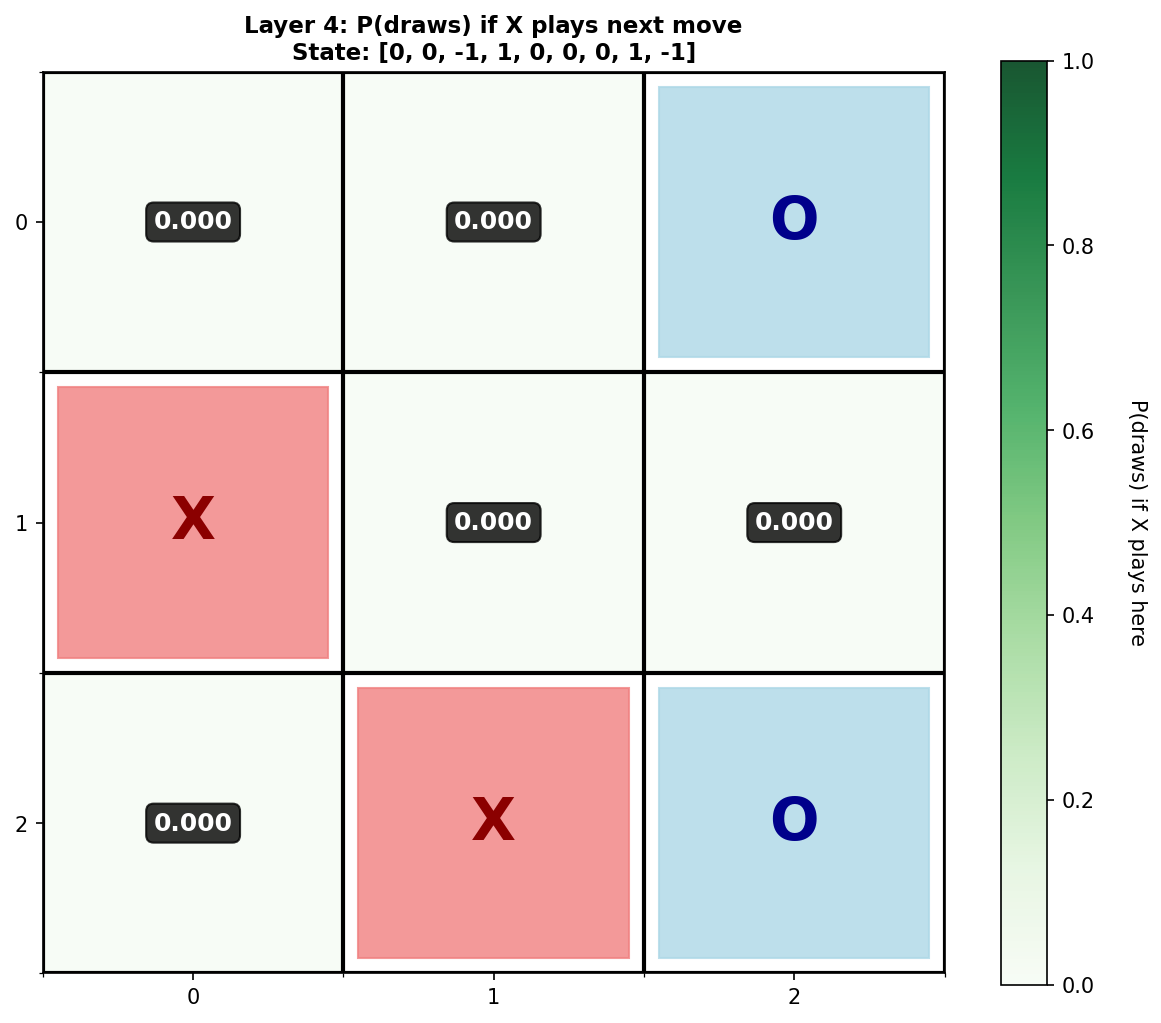 Layer 4: P(draws) if X plays next move
State: [0, 0, -1, 1, 0, 0, 0, 1, -1]
0.000
0.000
O
X
0.000
0.000
0.000
X
O
0
1
2
0
1
2
1.0
0.8
0.6
0.4
0.2
0.0
P(draws) if X plays here